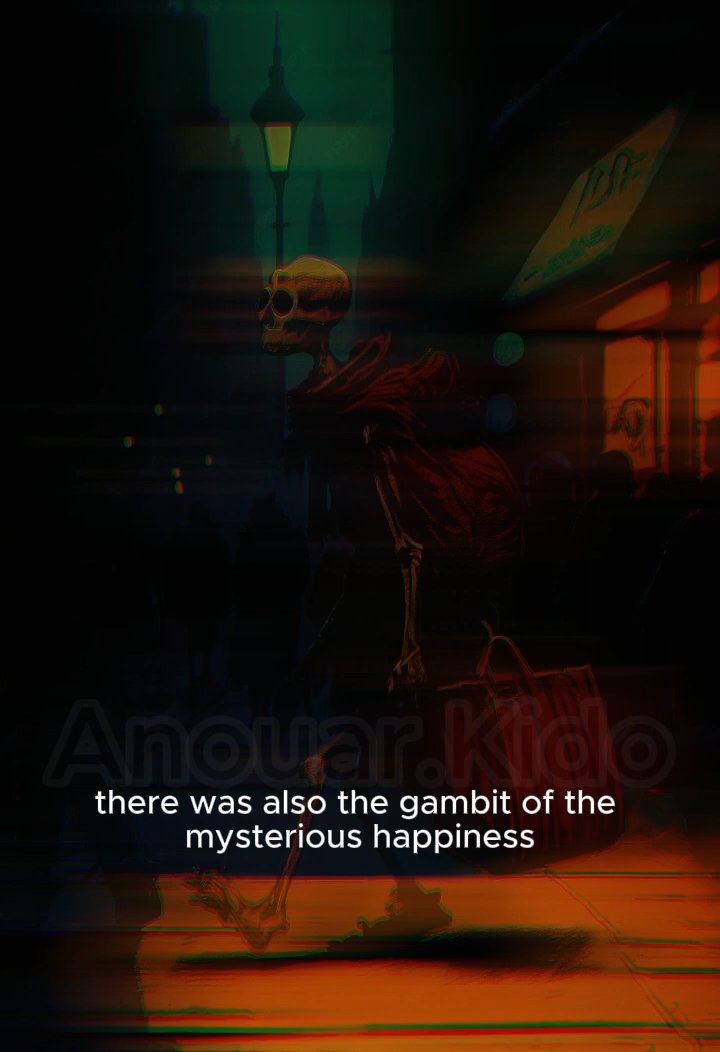 Anouar.Kido
there was also the gambit of the
mysterious happiness